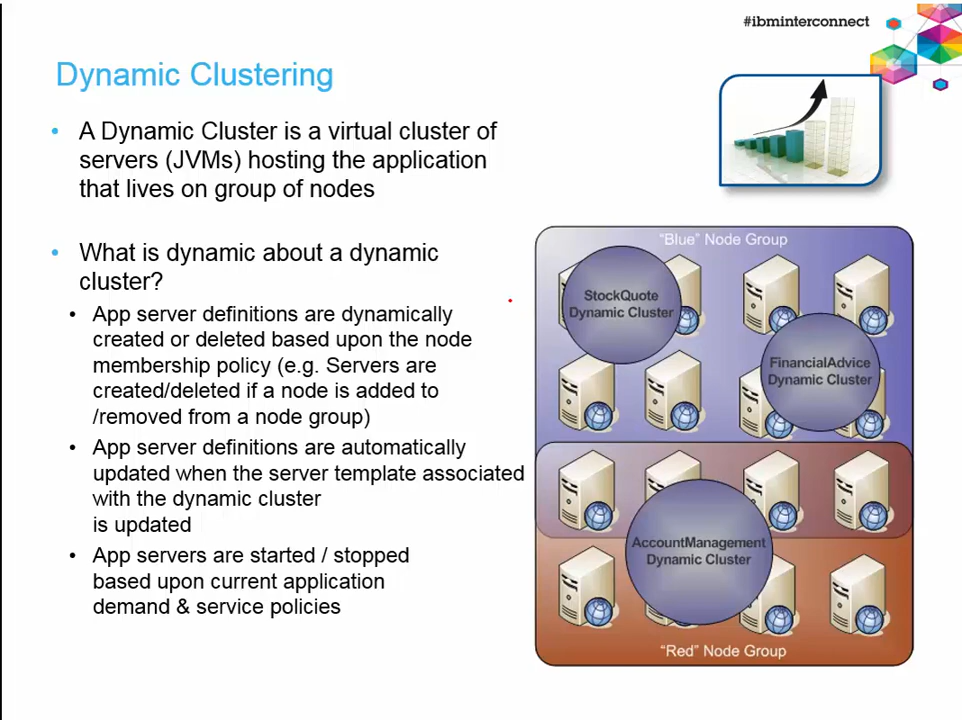 #ibminterconnect
Dynamic Clustering
• A Dynamic Cluster is a virtual cluster of
servers (JVMs) hosting the application
that lives on group of nodes
• What is dynamic about a dynamic
cluster?
• App server definitions are dynamically
created or deleted based upon the node
membership policy (e.g. Servers are
created/deleted if a node is added to
/removed from a node group)
• App server definitions are automatically
updated when the server template associated
with the dynamic cluster
is updated
• App servers are started / stopped
based upon current application
demand & service policies
“Blue” Node Group
StockQuote
Dynamic Cluster
FinancialAdvice
Dynamic Cluster
AccountManagement
Dynamic Cluster
“Red” Node Group